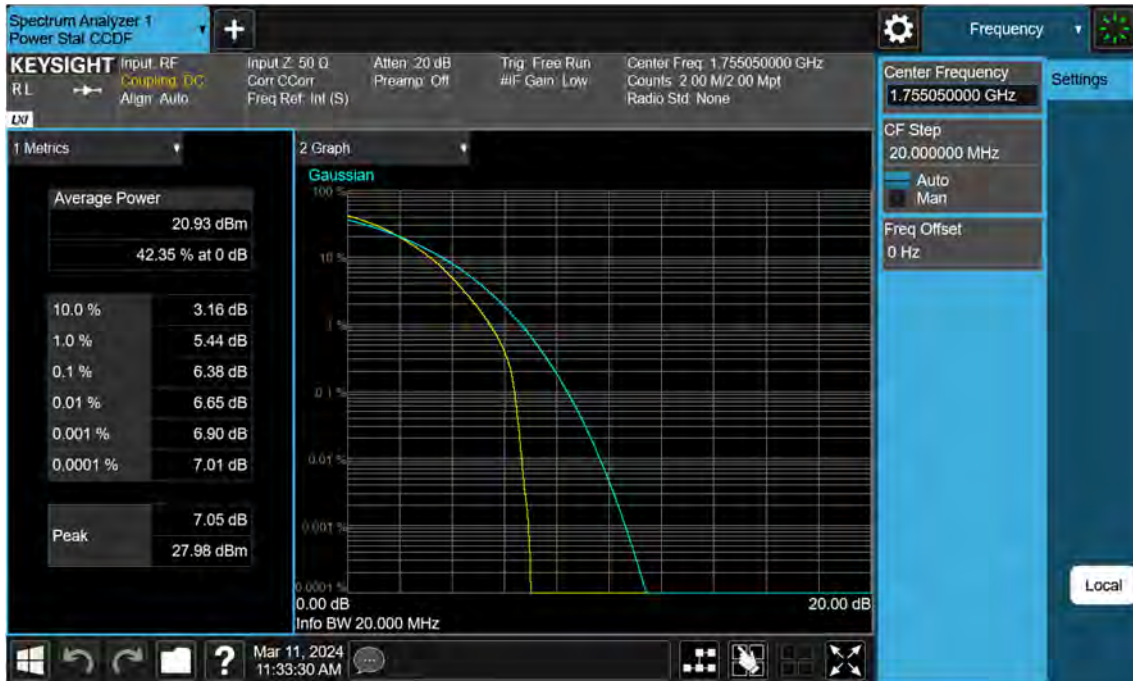 Spectrum Analyzer 1
Power Stat CCDF
Frequency
KEYSIGHT
RL
LXI
Input: RF
Coupling: DC
Align: Auto
Input Z: 50 Ω
Corr CCorr
Freq Ref: Int (S)
Atten: 20 dB
Preamp: Off
Trig: Free Run
#IF Gain: Low
Center Freq: 1.755050000 GHz
Counts: 2.00 M/2.00 Mpt
Radio Std: None
Center Frequency
1.755050000 GHz
Settings
CF Step
20.000000 MHz
Auto
Man
Freq Offset
0 Hz
1 Metrics
Average Power
20.93 dBm
42.35 % at 0 dB
10.0 % 3.16 dB
1.0 % 5.44 dB
0.1 % 6.38 dB
0.01 % 6.65 dB
0.001 % 6.90 dB
0.0001 % 7.01 dB
Peak
7.05 dB
27.98 dBm
2 Graph
Gaussian
100 %
10 %
1 %
0.1 %
0.01 %
0.001 %
0.0001 %
0.00 dB 20.00 dB
Info BW 20.000 MHz
Local
?
Mar 11, 2024
11:33:30 AM